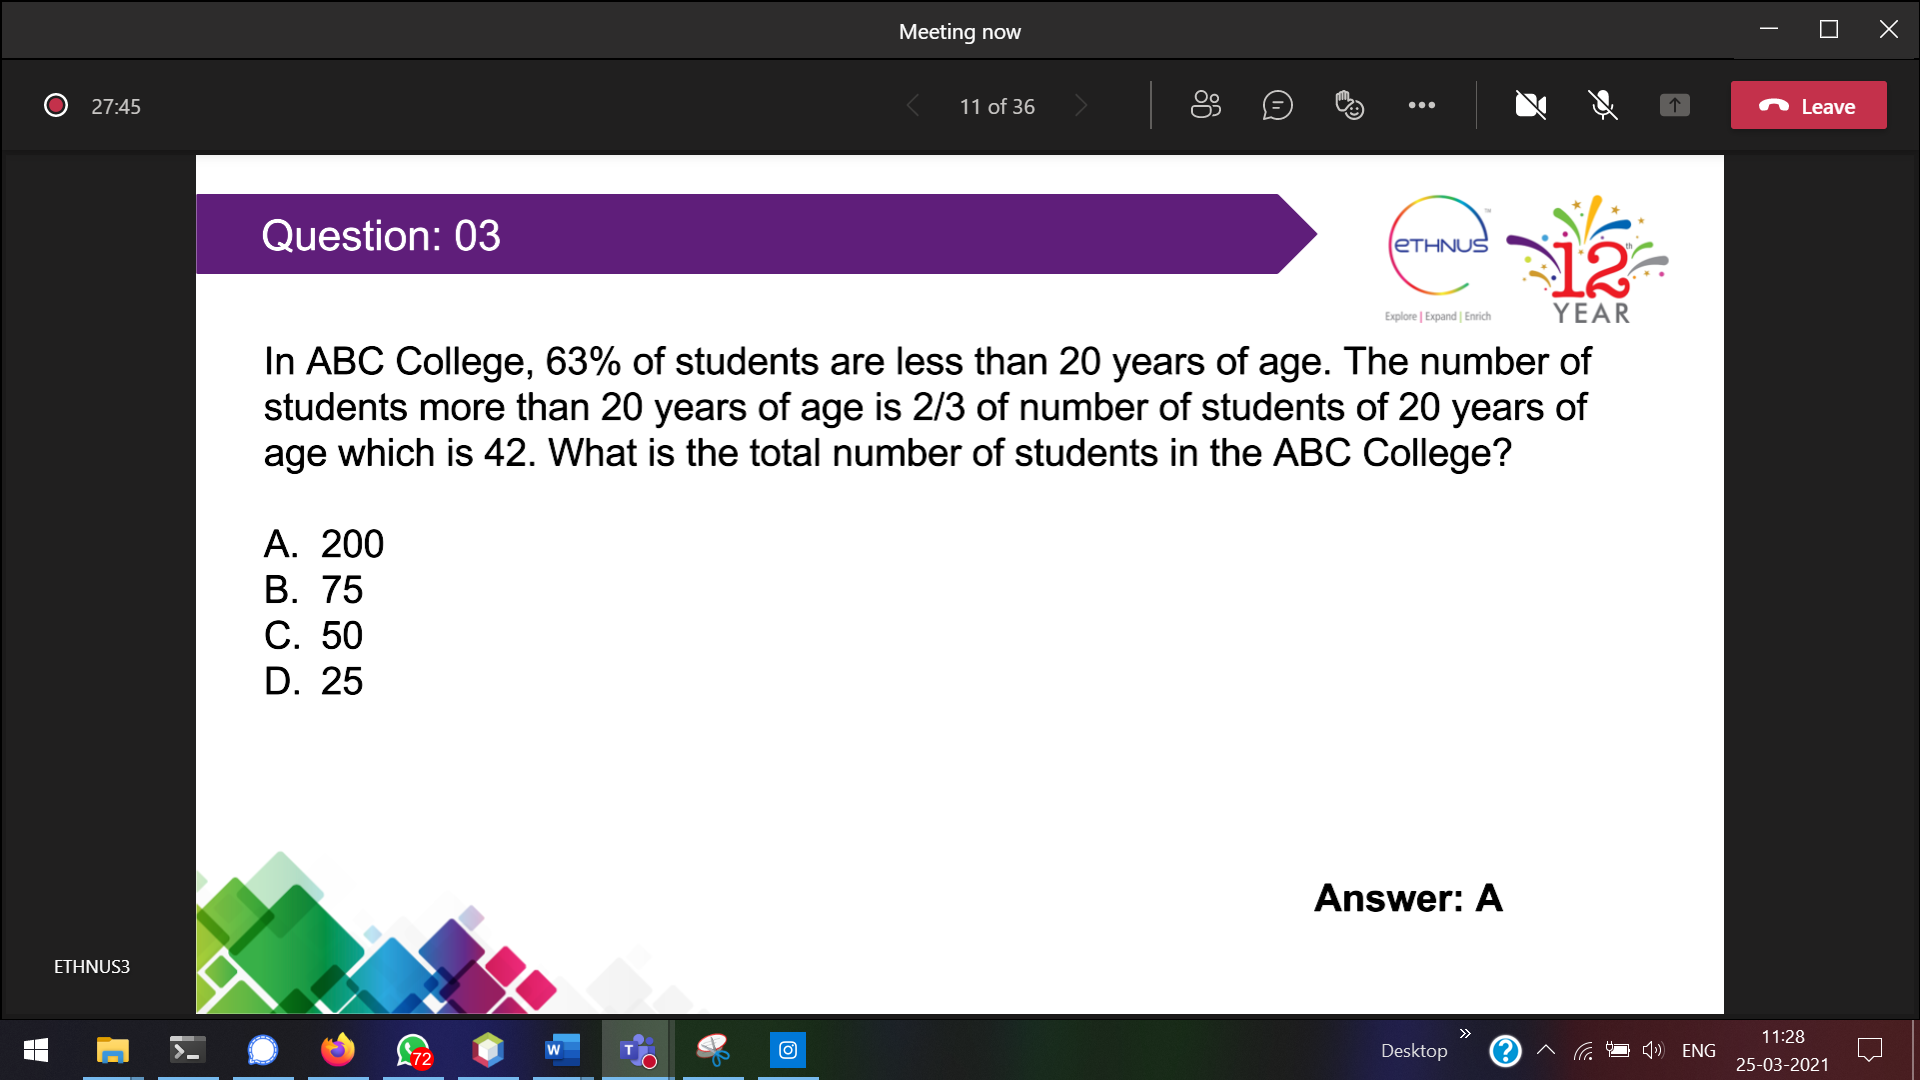 Meeting now
27:45
11 of 36
Leave
Question: 03
eTHNUS
TM
Explore | Expand | Enrich
12th
YEAR
In ABC College, 63% of students are less than 20 years of age. The number of
students more than 20 years of age is 2/3 of number of students of 20 years of
age which is 42. What is the total number of students in the ABC College?
A. 200
B. 75
C. 50
D. 25
Answer: A
ETHNUS3
72
W
T
Desktop
»
?
ENG
11:28
25-03-2021